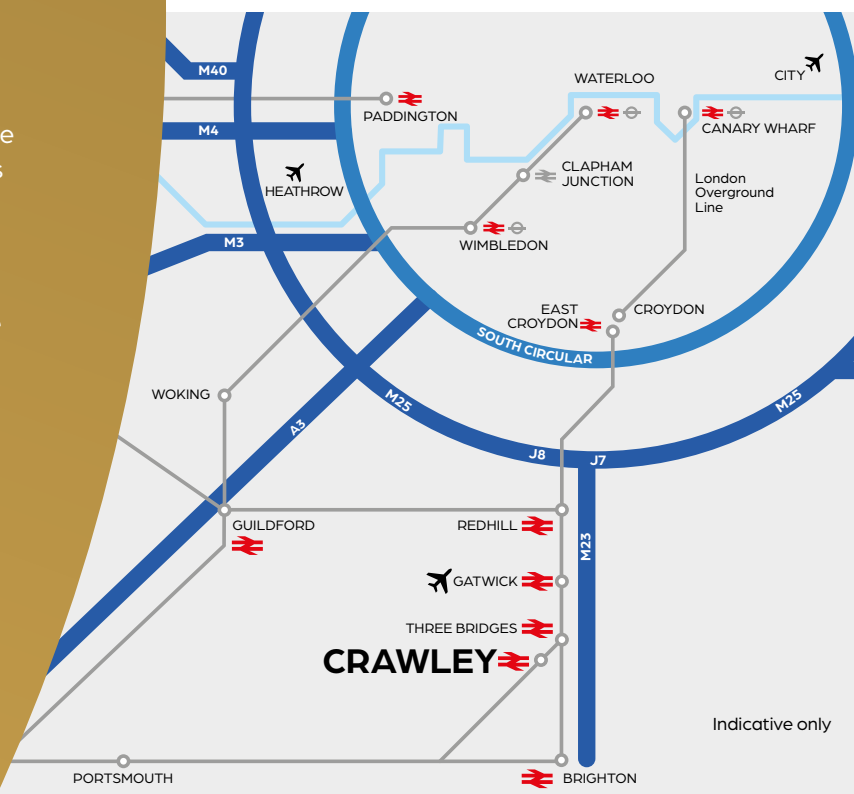 M40
CITY
WATERLOO
PADDINGTON
CANARY WHARF
M4
e
s
CLAPHAM
JUNCTION
London
Overground
Line
HEATHROW
M3
WIMBLEDON
EAST
CROYDON
CROYDON
SOUTH CIRCULAR
WOKING
M25
M25
A3
J8
J7
GUILDFORD
REDHILL
M23
GATWICK
THREE BRIDGES
CRAWLEY
Indicative only
PORTSMOUTH
BRIGHTON